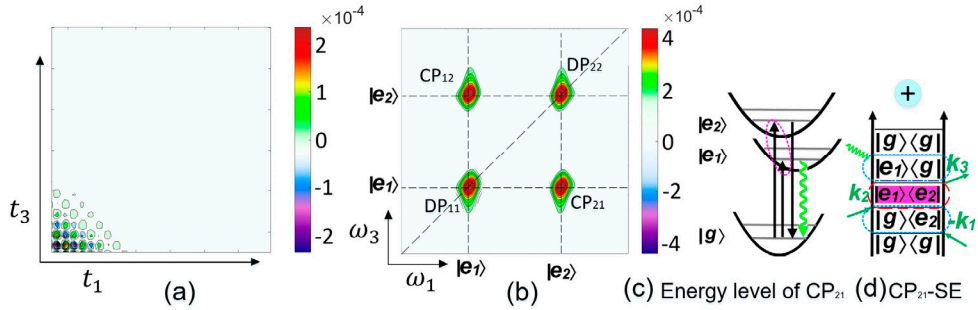 ×10⁻⁴
2
1
0
-1
-2
t₃
t₁
(a)
×10⁻⁴
4
2
0
-2
-4
CP₁₂
DP₂₂
DP₁₁
CP₂₁
|e₂⟩
|e₁⟩
ω₃
ω₁
|e₁⟩
|e₂⟩
(b)
|e₂⟩
|e₁⟩
|g⟩
(c) Energy level of CP₂₁
+
|g⟩⟨g|
|e₁⟩⟨g|
k₃
|e₁⟩⟨e₂|
k₂
|g⟩⟨e₂|
-k₁
|g⟩⟨g|
(d) CP₂₁-SE